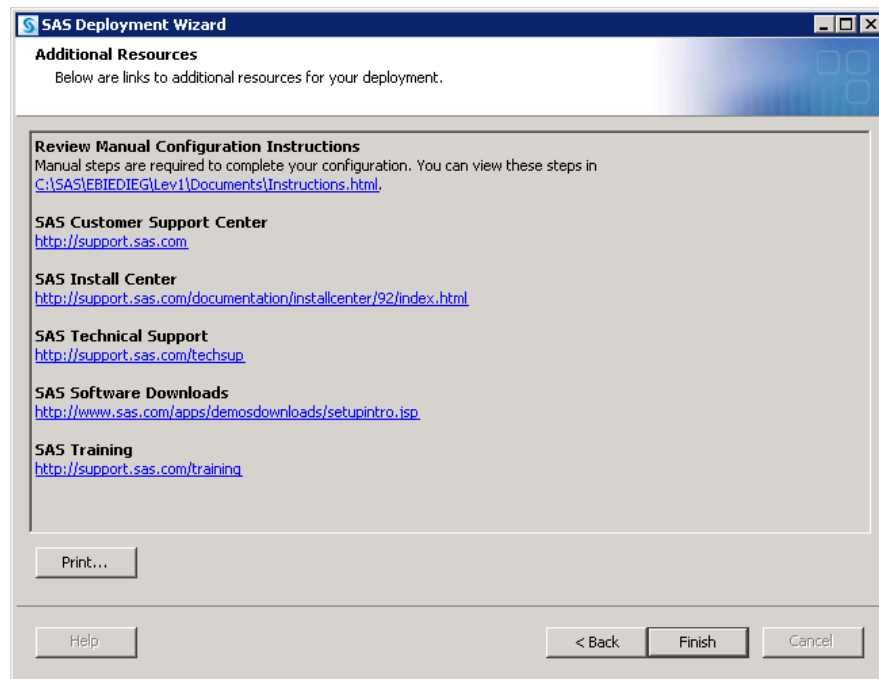 SAS Deployment Wizard
Additional Resources
Below are links to additional resources for your deployment.
Review Manual Configuration Instructions
Manual steps are required to complete your configuration. You can view these steps in
C:\SAS\EBIEDIEG\Lev1\Documents\Instructions.html.
SAS Customer Support Center
http://support.sas.com
SAS Install Center
http://support.sas.com/documentation/installcenter/92/index.html
SAS Technical Support
http://support.sas.com/techsup
SAS Software Downloads
http://www.sas.com/apps/demosdownloads/setupintro.jsp
SAS Training
http://support.sas.com/training
Print...
Help
< Back
Finish
Cancel